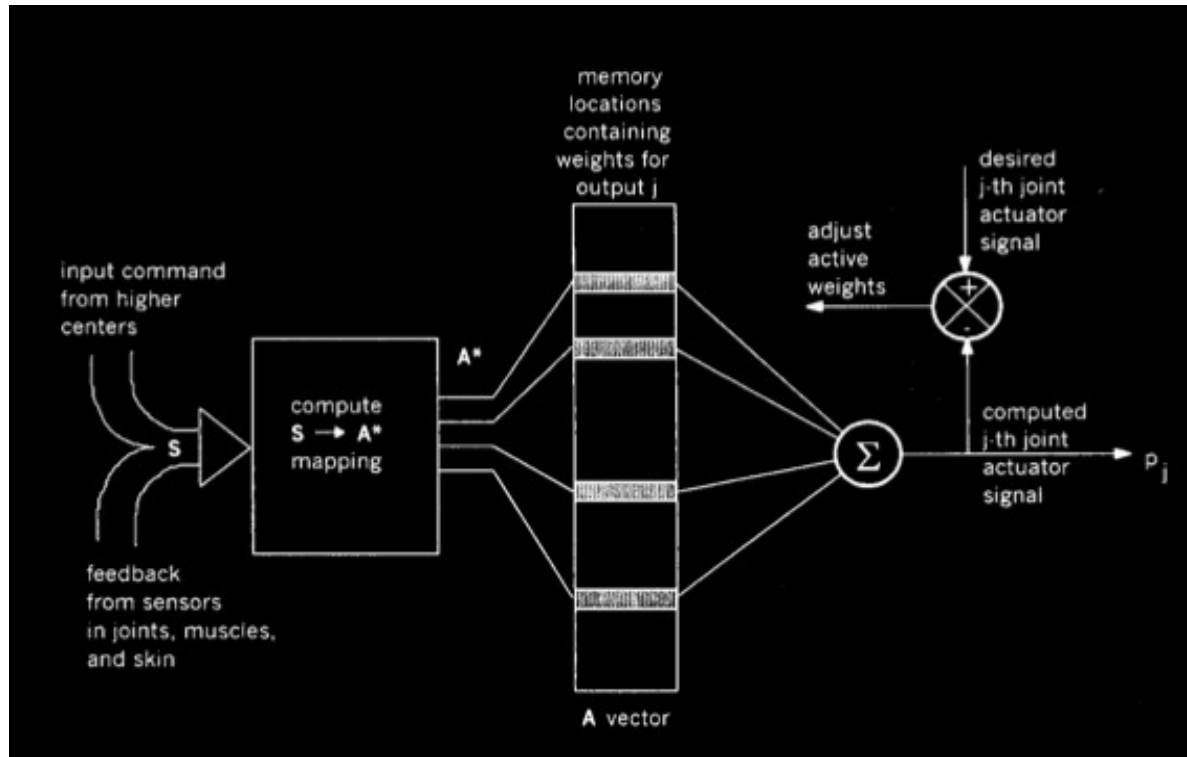 memory
locations
containing
weights for
output j
desired
j-th joint
actuator
signal
adjust
active
weights
+
-
input command
from higher
centers
A*
compute
S → A*
mapping
S
Σ
computed
j-th joint
actuator
signal
pj
feedback
from sensors
in joints, muscles,
and skin
A vector